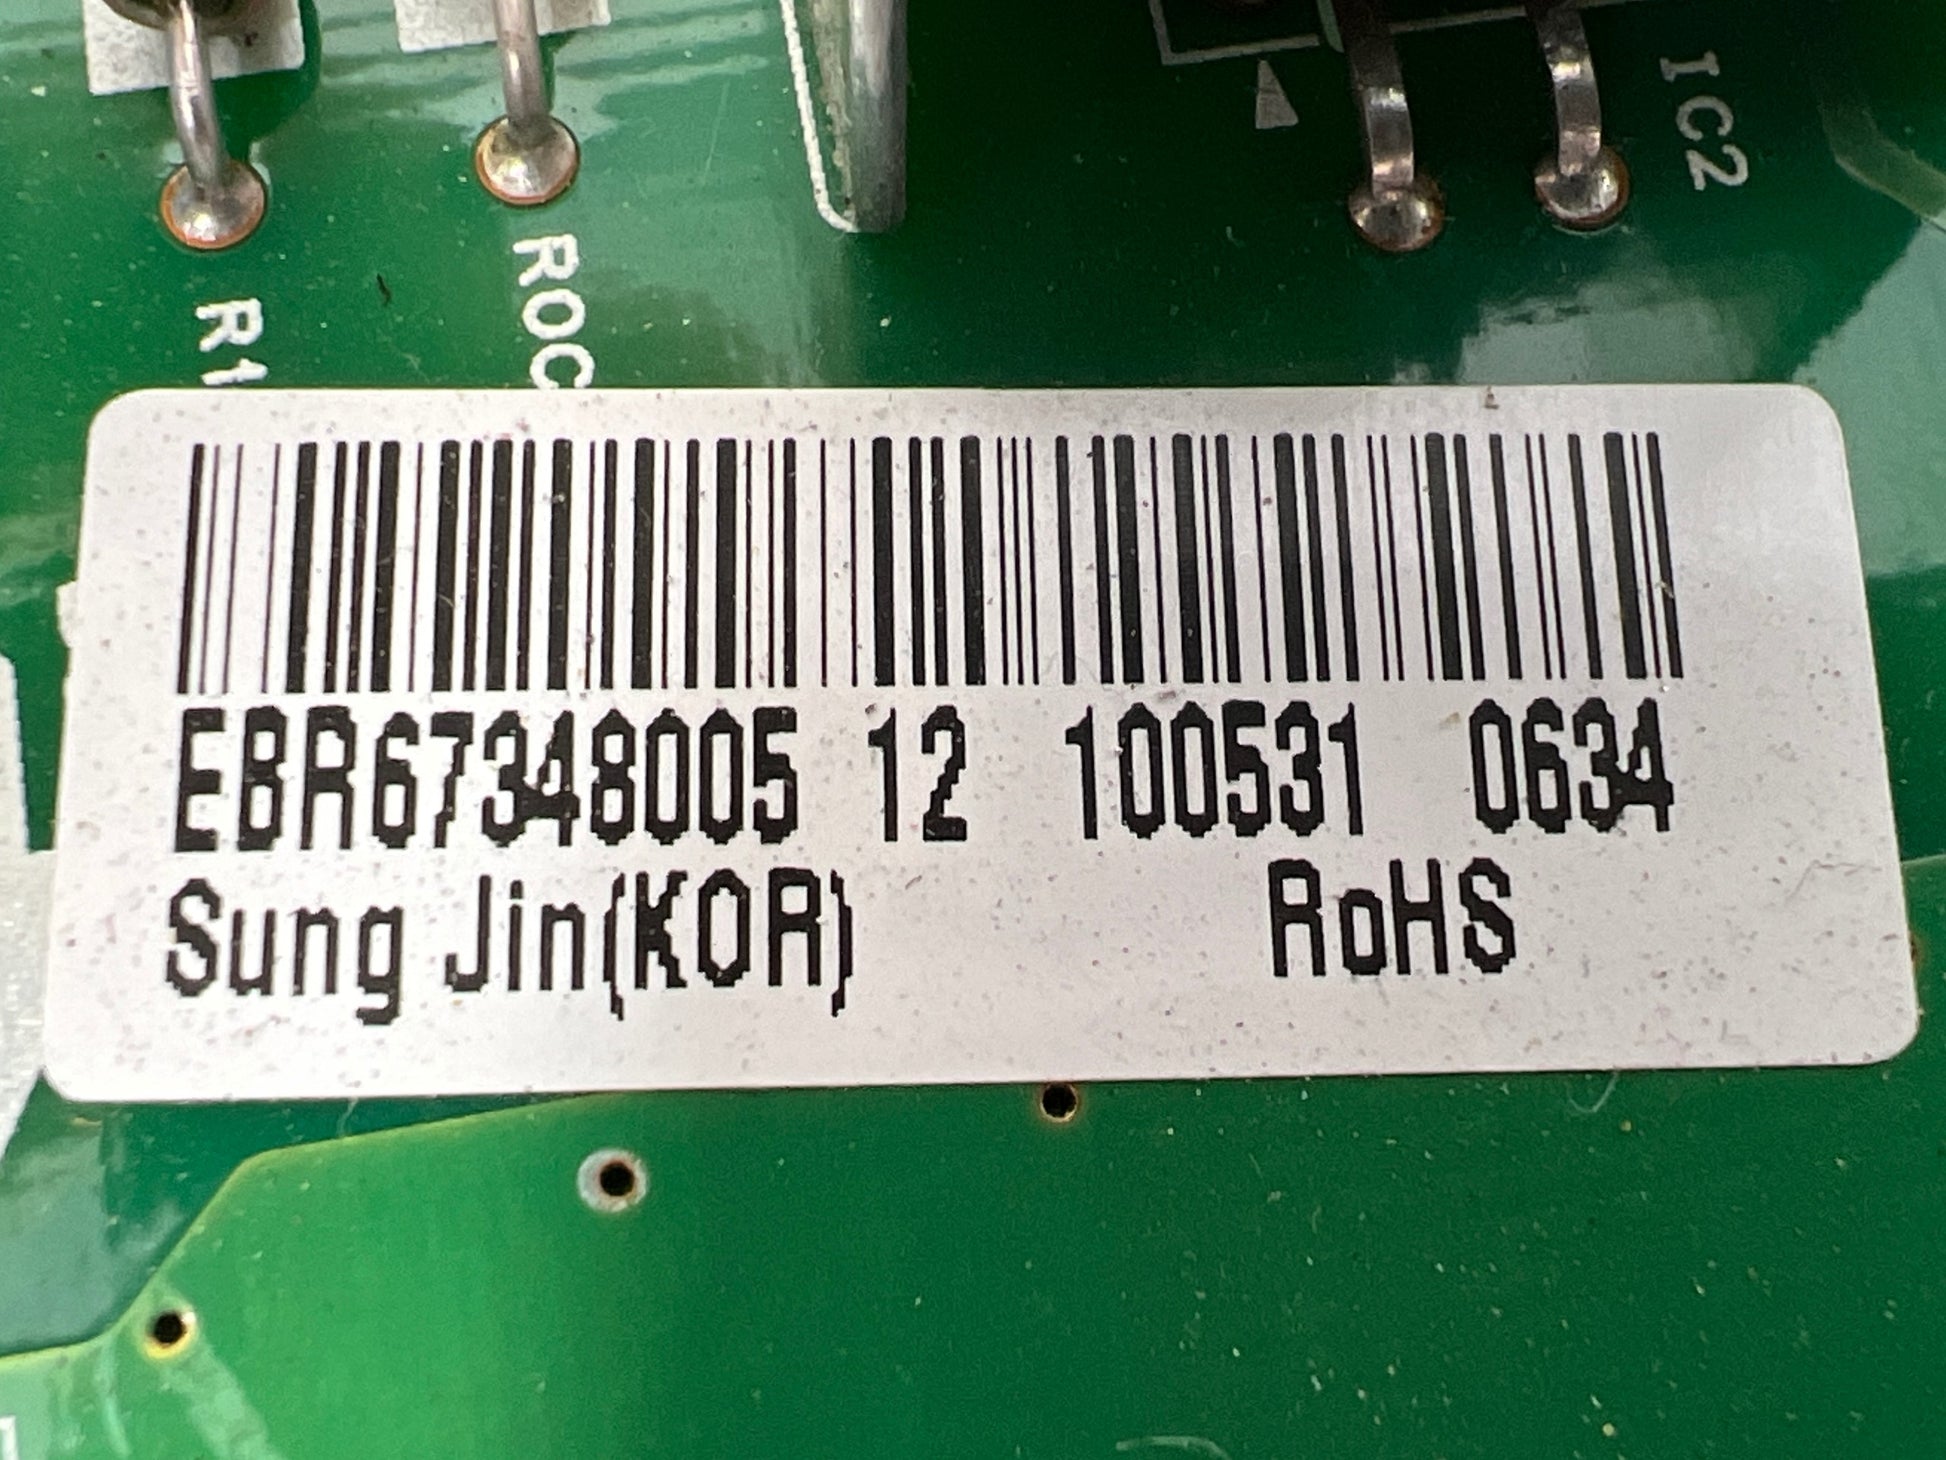 IC2
ROC
R1
EBR67348005 12 100531 0634
Sung Jin(KOR) RoHS